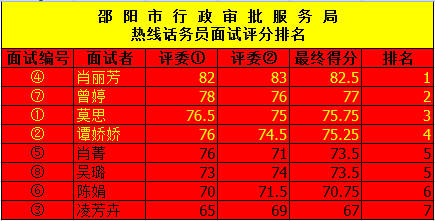 邵阳市行政审批服务局
热线话务员面试评分排名
面试编号 面试者 评委① 评委② 最终得分 排名
④ 肖丽芳 82 83 82.5 1
⑦ 曾婷 78 76 77 2
① 莫思 76.5 75 75.75 3
② 谭娇娇 76 74.5 75.25 4
⑤ 肖菁 76 71 73.5 5
⑧ 吴璐 73 74 73.5 5
⑥ 陈娟 70 71.5 70.75 6
③ 凌芳卉 65 69 67 7